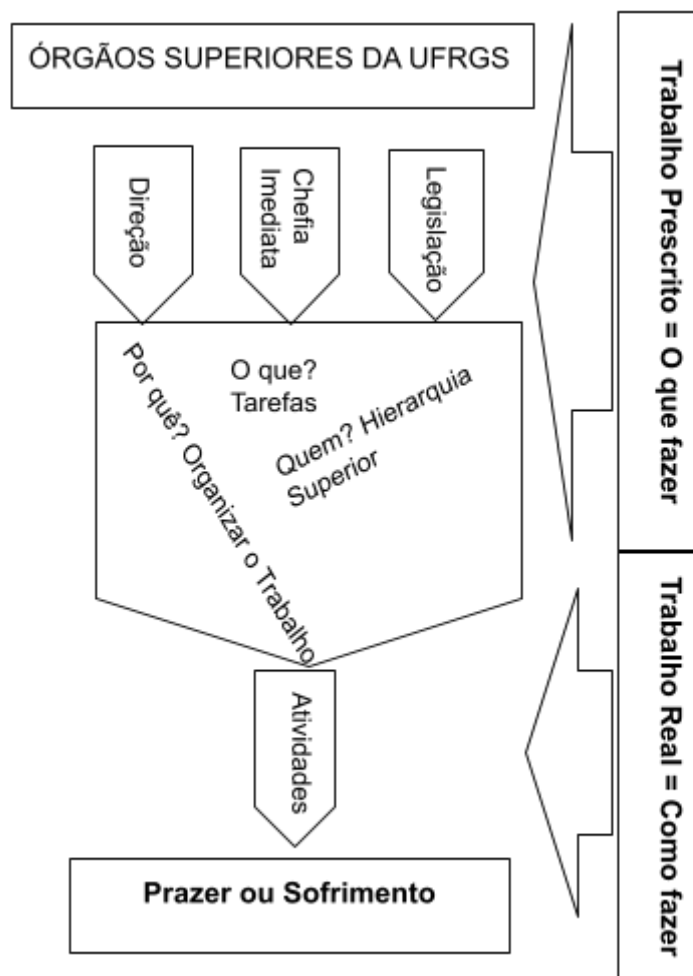 ÓRGÃOS SUPERIORES DA UFRGS
Direção
Chefia
Imediata
Legislação
O que?
Tarefas
Quem? Hierarquia
Superior
Por quê? Organizar o Trabalho
Atividades
Prazer ou Sofrimento
Trabalho Prescrito = O que fazer
Trabalho Real = Como fazer